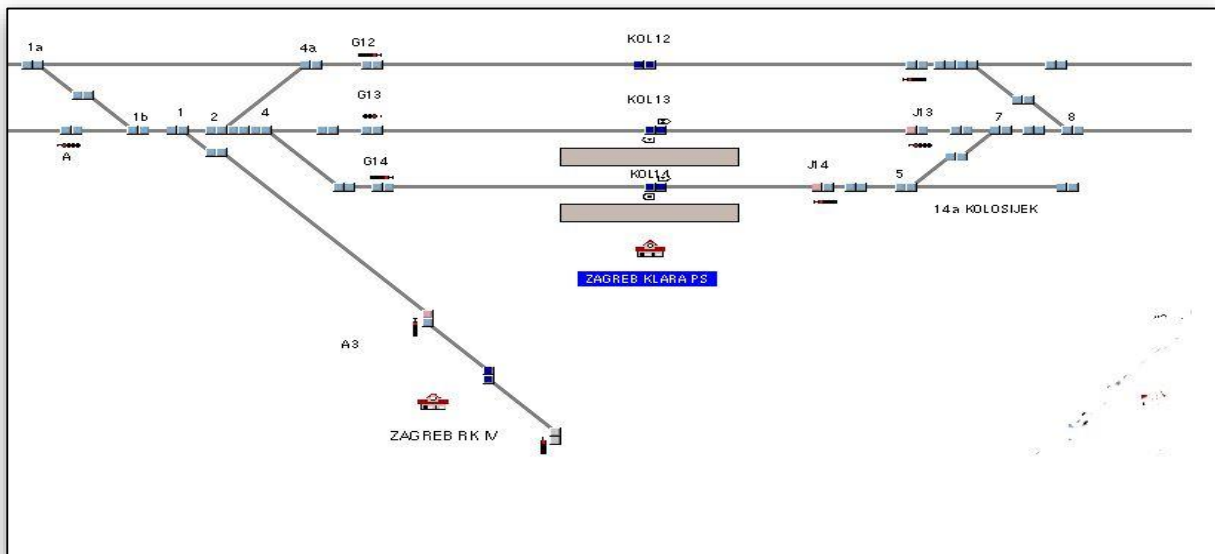 1a
4a
G12
KOL12
G13
KOL13
J13
1b
1
2
4
7
8
A
G14
KOL14
J14
5
14a KOLOSIJEK
ZAGREB KLARA PS
A3
ZAGREB RK IV